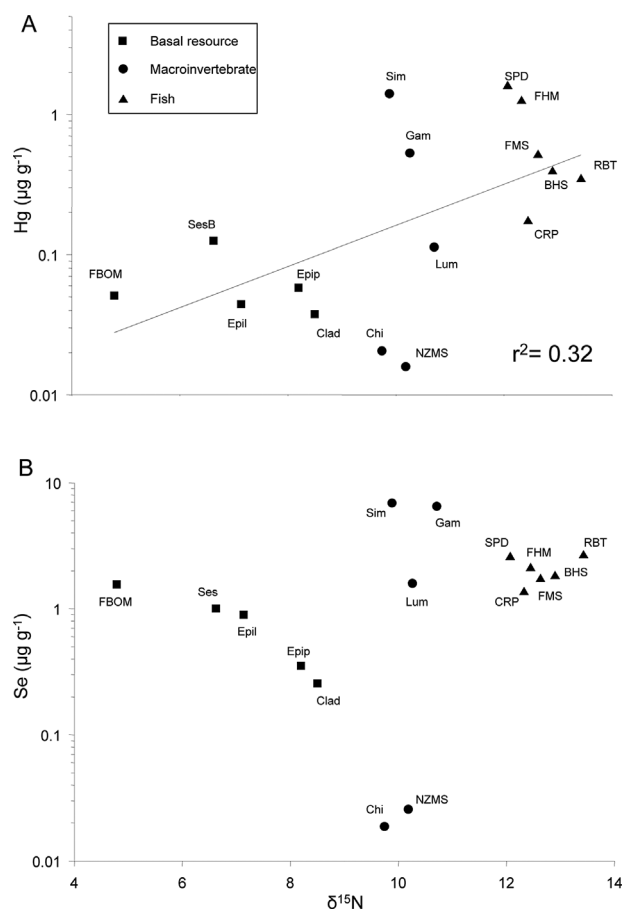 A
Basal resource
Macroinvertebrate
Fish
Hg (µg g⁻¹)
1
0.1
0.01
Sim
SPD
FHM
Gam
FMS
BHS
RBT
CRP
SesB
Lum
FBOM
Epip
Epil
Clad
Chi
NZMS
r²= 0.32
B
Se (µg g⁻¹)
10
1
0.1
0.01
Sim
Gam
SPD
FHM
RBT
BHS
FMS
CRP
Lum
FBOM
Ses
Epil
Epip
Clad
Chi
NZMS
4 6 8 10 12 14
δ¹⁵N